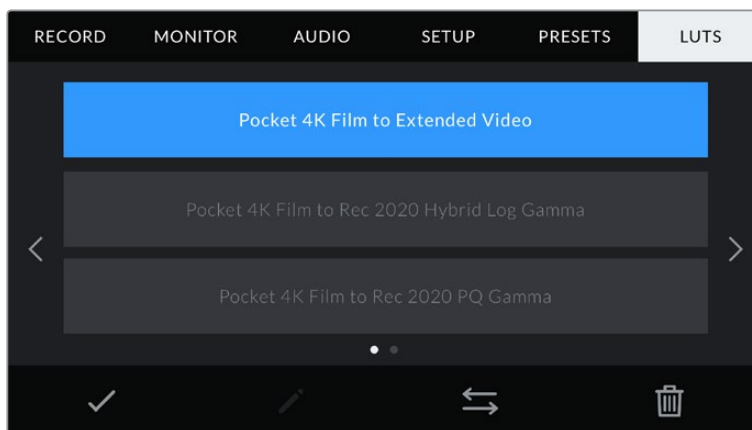 RECORD MONITOR AUDIO SETUP PRESETS LUTS
Pocket 4K Film to Extended Video
Pocket 4K Film to Rec 2020 Hybrid Log Gamma
Pocket 4K Film to Rec 2020 PQ Gamma